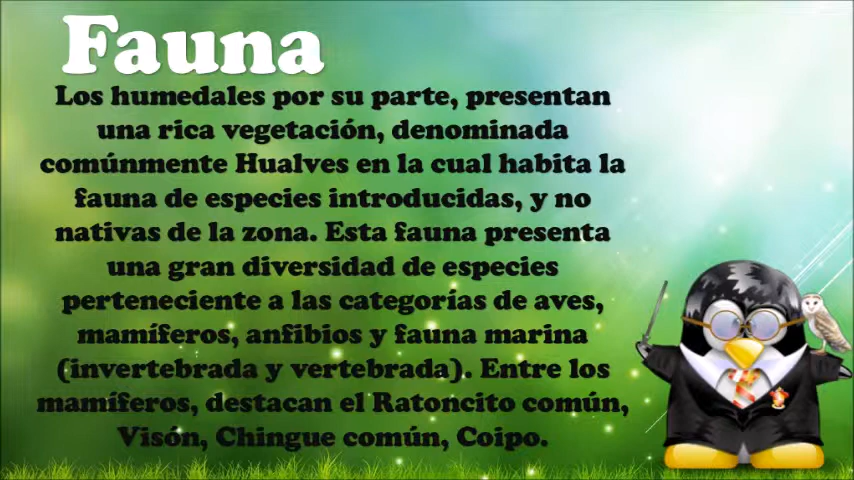 Fauna
Los humedales por su parte, presentan
una rica vegetación, denominada
comúnmente Hualves en la cual habita la
fauna de especies introducidas, y no
nativas de la zona. Esta fauna presenta
una gran diversidad de especies
perteneciente a las categorías de aves,
mamíferos, anfibios y fauna marina
(invertebrada y vertebrada). Entre los
mamíferos, destacan el Ratoncito común,
Visón, Chingue común, Coipo.